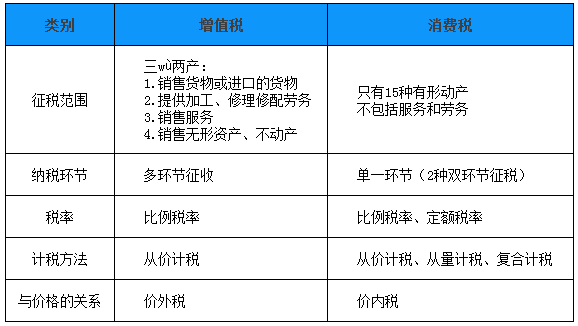 类别 增值税 消费税
三wù两产：
1.销售货物或进口的货物
征税范围 2.提供加工、修理修配劳务 只有15种有形动产
3.销售服务 不包括服务和劳务
4.销售无形资产、不动产
纳税环节 多环节征收 单一环节（2种双环节征税）
税率 比例税率 比例税率、定额税率
计税方法 从价计税 从价计税、从量计税、复合计税
与价格的关系 价外税 价内税